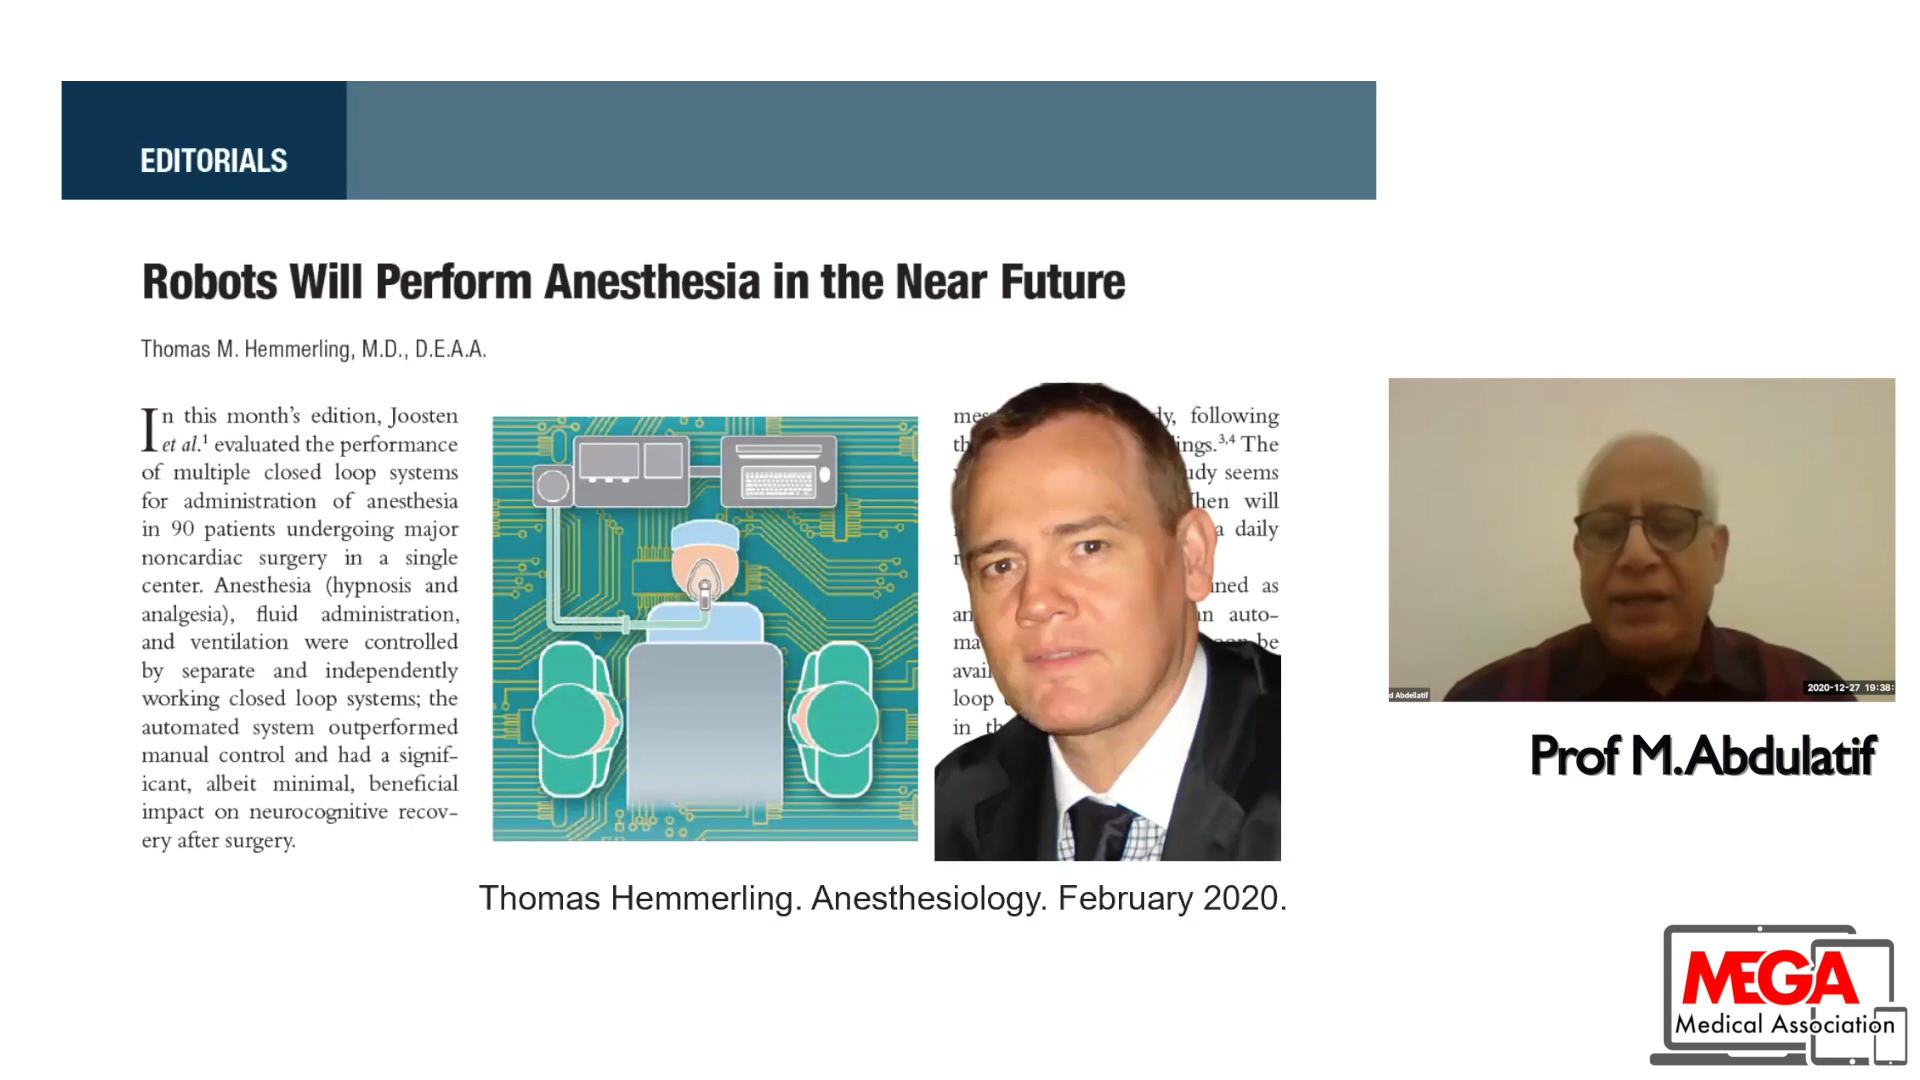 EDITORIALS
Robots Will Perform Anesthesia in the Near Future
Thomas M. Hemmerling, M.D., D.E.A.A.
In this month's edition, Joosten
et al.¹ evaluated the performance
of multiple closed loop systems
for administration of anesthesia
in 90 patients undergoing major
noncardiac surgery in a single
center. Anesthesia (hypnosis and
analgesia), fluid administration,
and ventilation were controlled
by separate and independently
working closed loop systems; the
automated system outperformed
manual control and had a signif-
icant, albeit minimal, beneficial
impact on neurocognitive recov-
ery after surgery.
following
The
seems
will
a daily
as
an auto-
be
loop
in
Thomas Hemmerling. Anesthesiology. February 2020.
d Abdellatif
2020-12-27 19:38:
Prof M.Abdulatif
MEGA
Medical Association